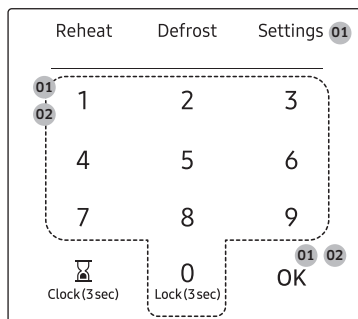 Reheat Defrost Settings 01
01 1 2 3
02
4 5 6
7 8 9
01 02
0 OK
Clock(3 sec) Lock(3 sec)